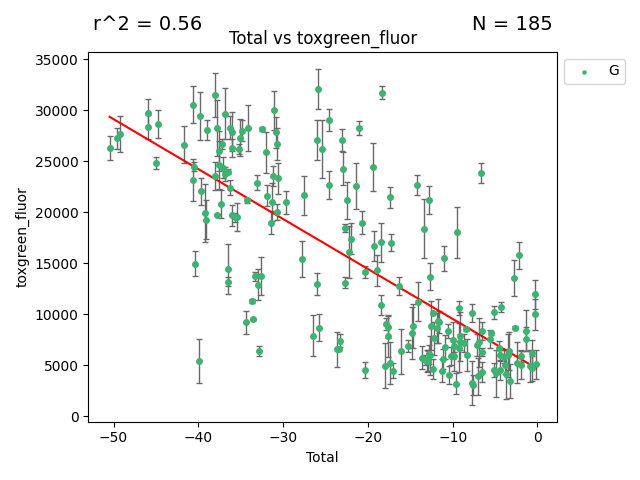 r^2 = 0.56 N = 185
Total vs toxgreen_fluor
35000
30000
25000
20000
15000
10000
5000
0
toxgreen_fluor
−50 −40 −30 −20 −10 0
Total
G